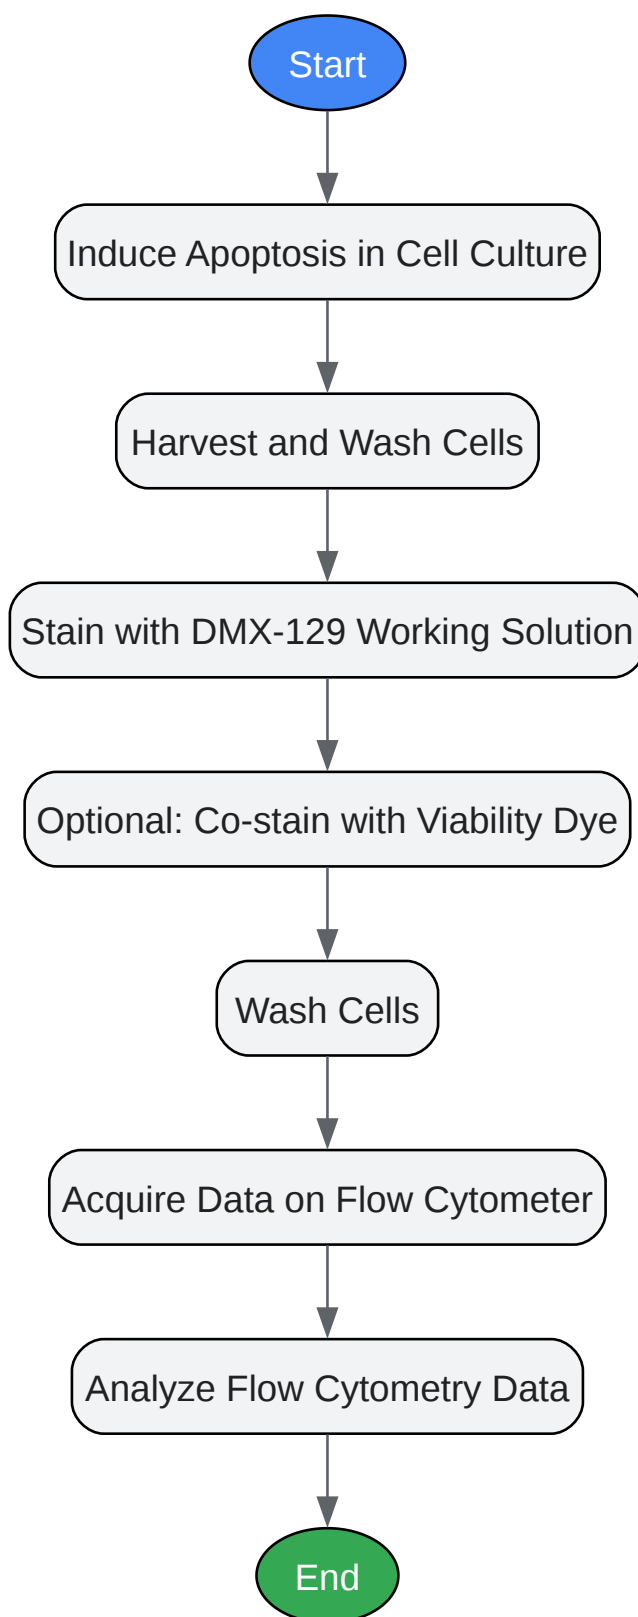 Start
Induce Apoptosis in Cell Culture
Harvest and Wash Cells
Stain with DMX-129 Working Solution
Optional: Co-stain with Viability Dye
Wash Cells
Acquire Data on Flow Cytometer
Analyze Flow Cytometry Data
End